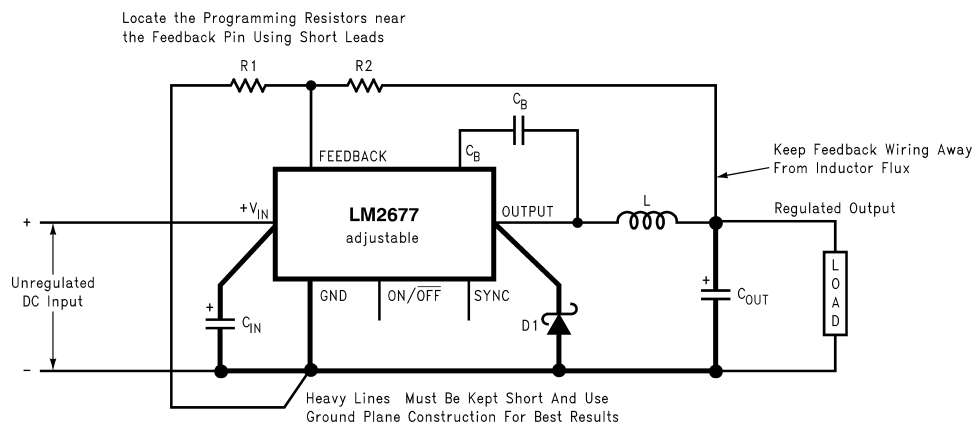 Locate the Programming Resistors near
the Feedback Pin Using Short Leads
R1
R2
C_B
C_B
FEEDBACK
Keep Feedback Wiring Away
From Inductor Flux
+V_IN
LM2677
adjustable
OUTPUT
L
Regulated Output
+
Unregulated
DC Input
-
GND
ON/O̅F̅F̅
SYNC
+
C_IN
D1
+
C_OUT
LOAD
Heavy Lines Must Be Kept Short And Use
Ground Plane Construction For Best Results